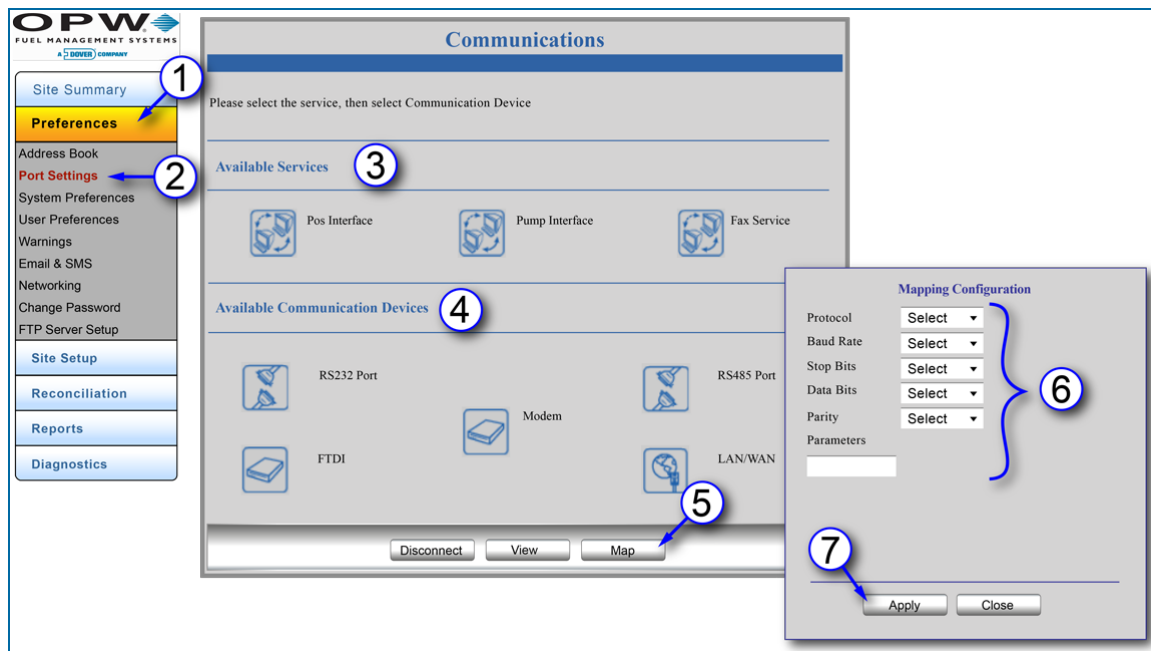 OPW
FUEL MANAGEMENT SYSTEMS
A DOVER COMPANY
Site Summary
1
Preferences
Address Book
Port Settings
2
System Preferences
User Preferences
Warnings
Email & SMS
Networking
Change Password
FTP Server Setup
Site Setup
Reconciliation
Reports
Diagnostics
Communications
Please select the service, then select Communication Device
Available Services
3
Pos Interface
Pump Interface
Fax Service
Available Communication Devices
4
RS232 Port
Modem
RS485 Port
FTDI
LAN/WAN
5
Disconnect
View
Map
Mapping Configuration
Protocol Select
Baud Rate Select
Stop Bits Select
Data Bits Select
Parity Select
Parameters
6
7
Apply
Close